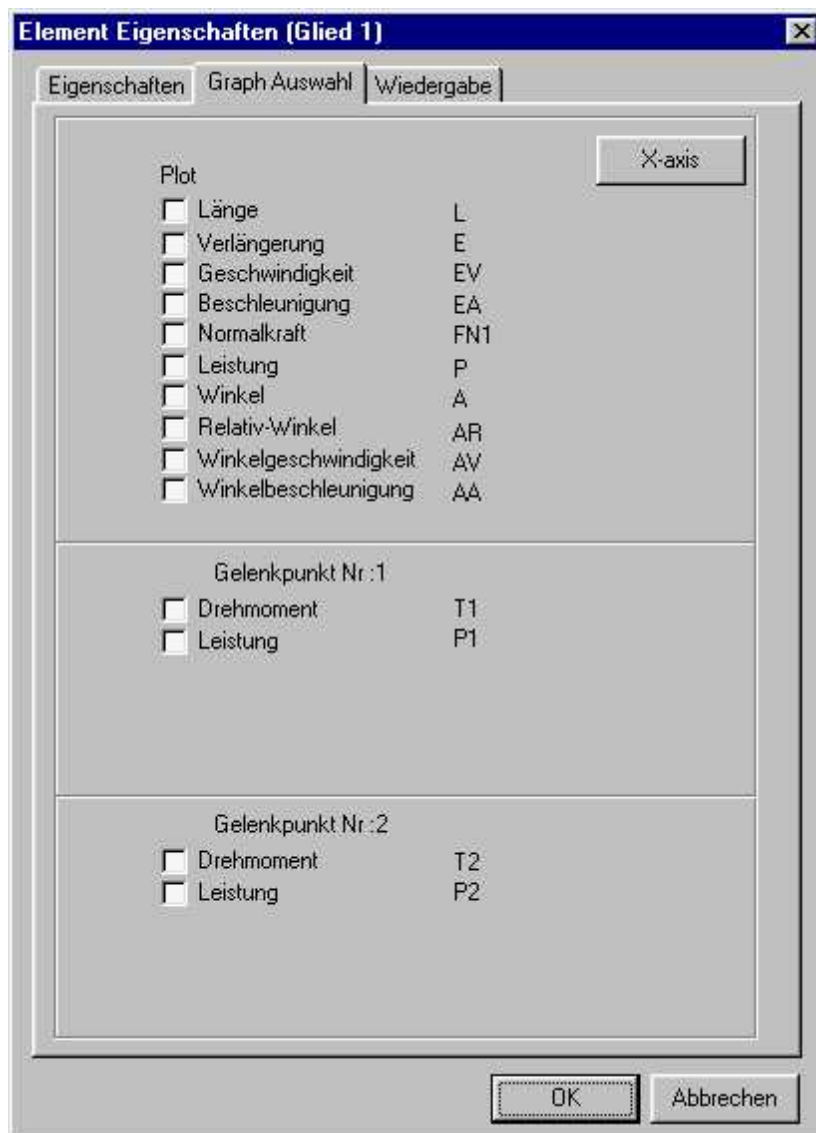 Element Eigenschaften (Glied 1)
Eigenschaften Graph Auswahl Wiedergabe
X-axis
Plot
Länge L
Verlängerung E
Geschwindigkeit EV
Beschleunigung EA
Normalkraft FN1
Leistung P
Winkel A
Relativ-Winkel AR
Winkelgeschwindigkeit AV
Winkelbeschleunigung AA
Gelenkpunkt Nr.:1
Drehmoment T1
Leistung P1
Gelenkpunkt Nr.:2
Drehmoment T2
Leistung P2
OK Abbrechen